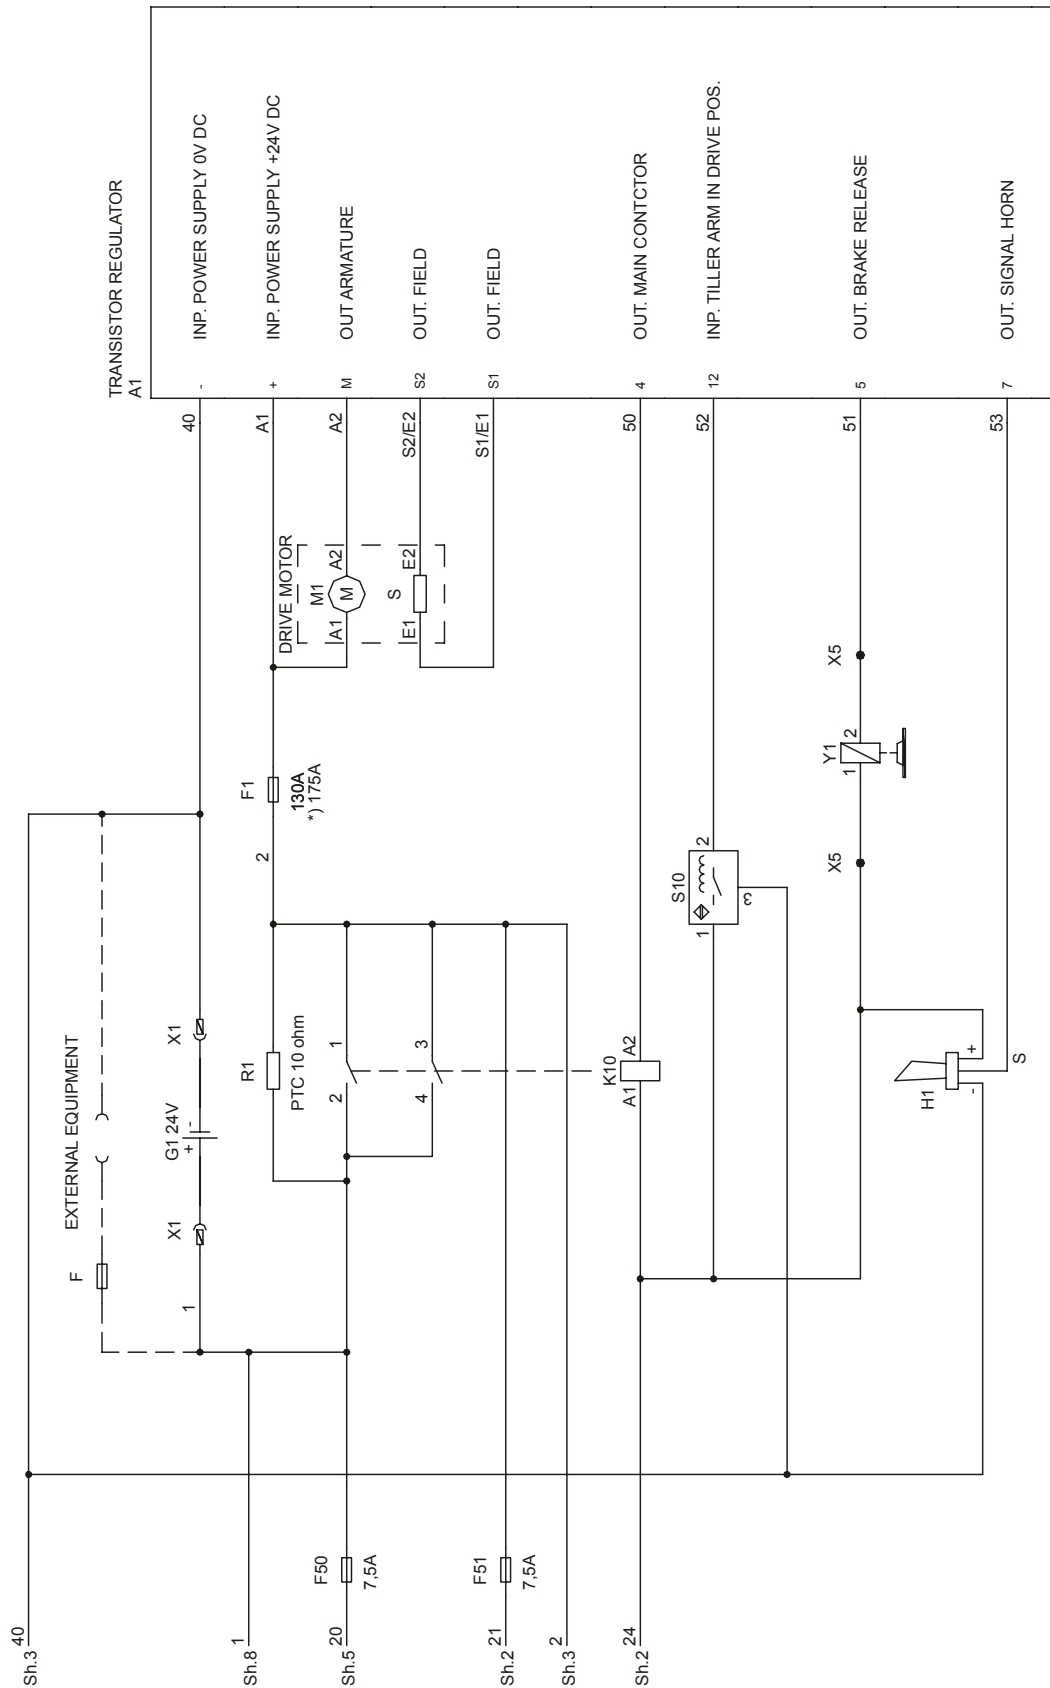 TRANSISTOR REGULATOR
A1
40
-
INP. POWER SUPPLY 0V DC
A1
+
INP. POWER SUPPLY +24V DC
A2
M
OUT ARMATURE
S2/E2
S2
OUT. FIELD
S1/E1
S1
OUT. FIELD
50
4
OUT. MAIN CONTCTOR
52
12
INP. TILLER ARM IN DRIVE POS.
51
5
OUT. BRAKE RELEASE
53
7
OUT. SIGNAL HORN
DRIVE MOTOR
M1
A1
M
A2
S
E1
E2
F1
130A
*) 175A
2
EXTERNAL EQUIPMENT
F
X1
G1 24V
+
-
X1
1
R1
PTC 10 ohm
2
1
4
3
K10
A1
A2
S10
1
2
3
X5
Y1
1
2
X5
H1
-
+
S
F50
7,5A
F51
7,5A
Sh.3
40
Sh.8
1
Sh.5
20
Sh.2
21
Sh.3
2
Sh.2
24